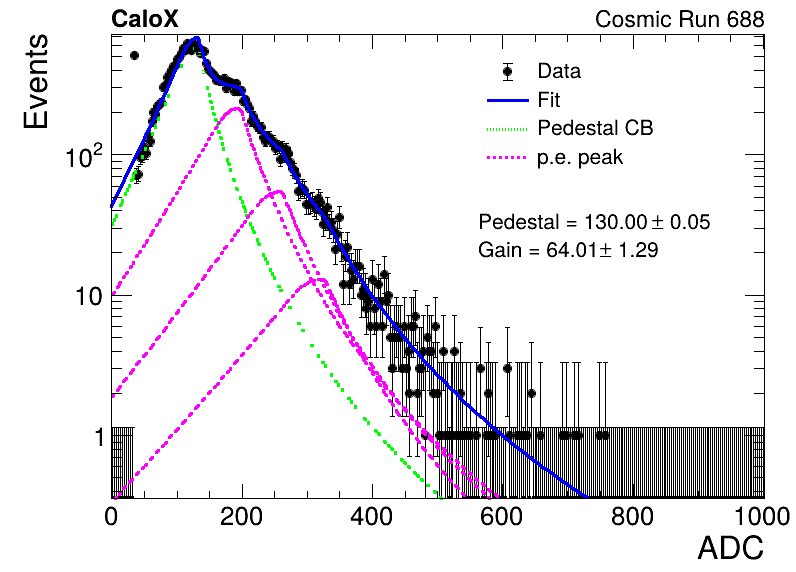 CaloX Cosmic Run 688
Events
Data
Fit
Pedestal CB
p.e. peak
Pedestal = 130.00 ± 0.05
Gain = 64.01 ± 1.29
10²
10
1
0 200 400 600 800 1000
ADC